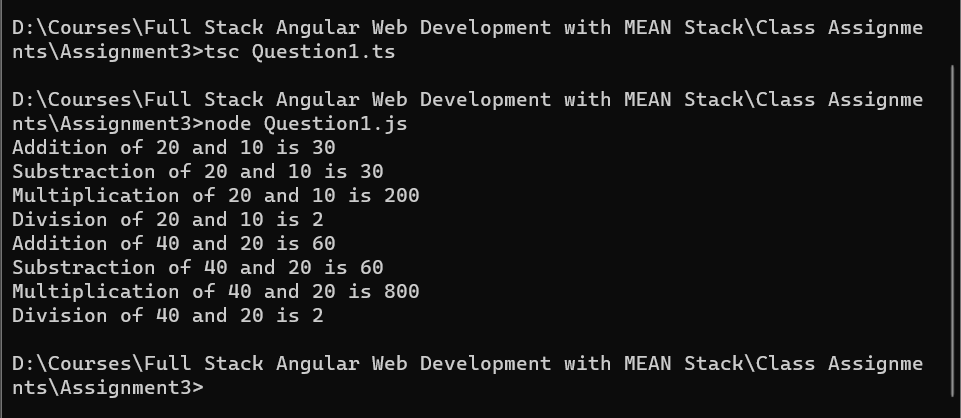 D:\Courses\Full Stack Angular Web Development with MEAN Stack\Class Assignme
nts\Assignment3>tsc Question1.ts
D:\Courses\Full Stack Angular Web Development with MEAN Stack\Class Assignme
nts\Assignment3>node Question1.js
Addition of 20 and 10 is 30
Substraction of 20 and 10 is 30
Multiplication of 20 and 10 is 200
Division of 20 and 10 is 2
Addition of 40 and 20 is 60
Substraction of 40 and 20 is 60
Multiplication of 40 and 20 is 800
Division of 40 and 20 is 2
D:\Courses\Full Stack Angular Web Development with MEAN Stack\Class Assignme
nts\Assignment3>